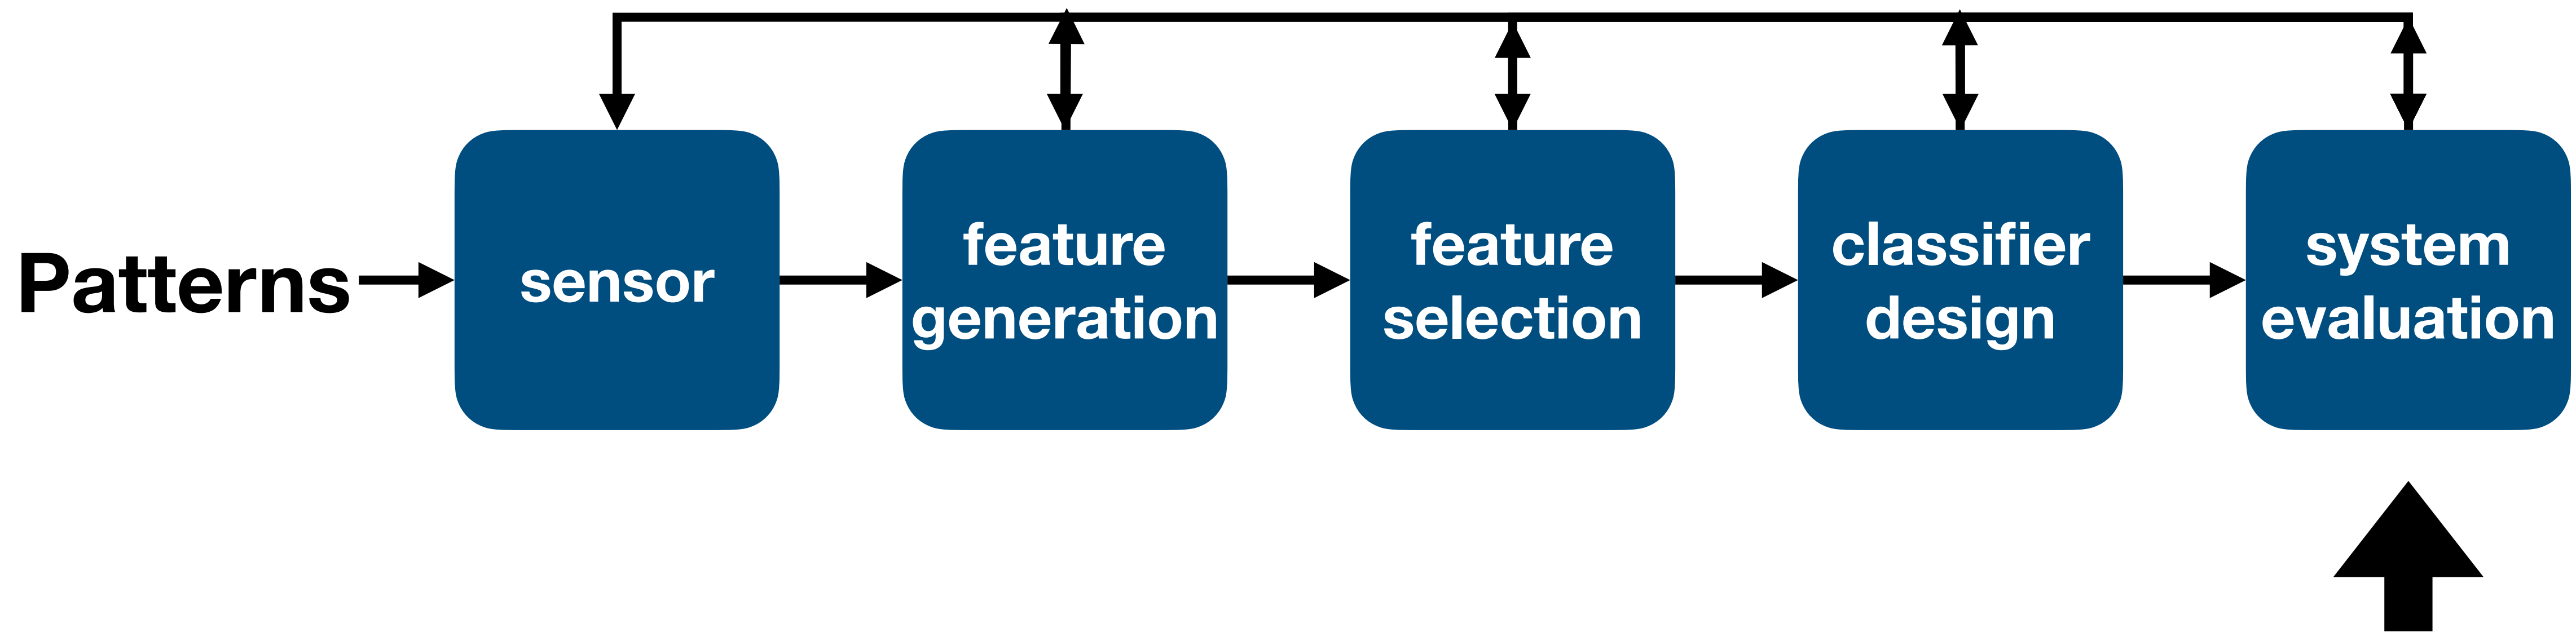 Patterns
sensor
feature
generation
feature
selection
classifier
design
system
evaluation